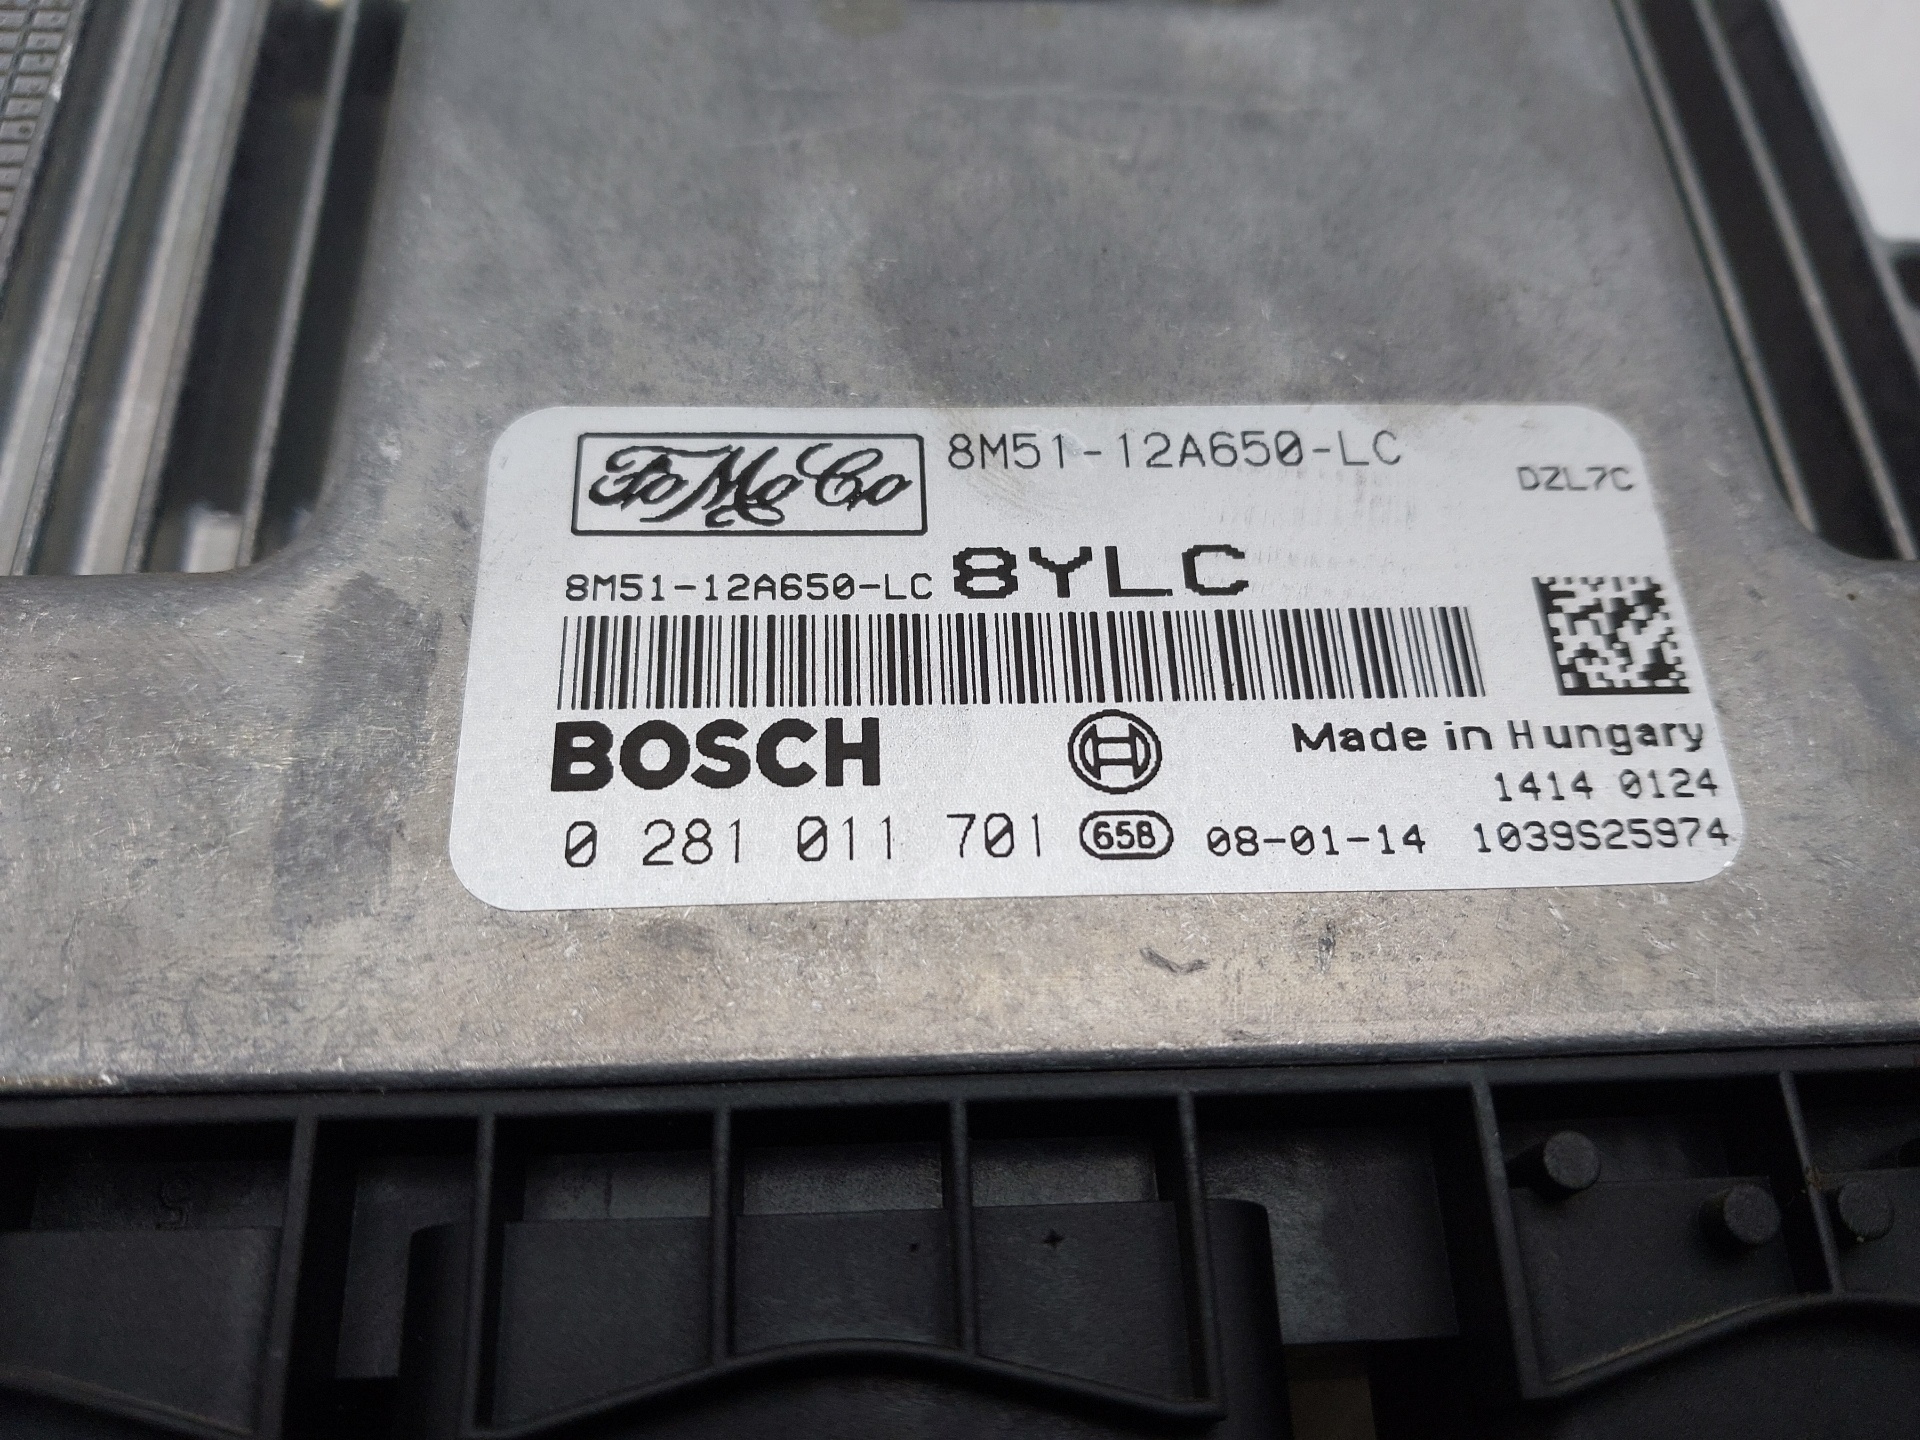 FoMoCo 8M51-12A650-LC
DZL7C
8M51-12A650-LC 8YLC
BOSCH
Made in Hungary
1414 0124
0 281 011 701 658 08-01-14 1039S25974